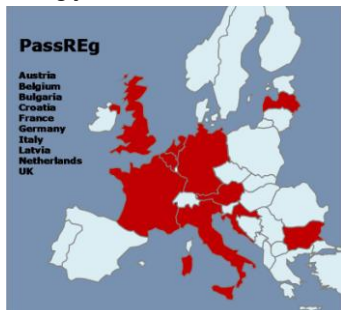 PassREg
Austria
Belgium
Bulgaria
Croatia
France
Germany
Italy
Latvia
Netherlands
UK